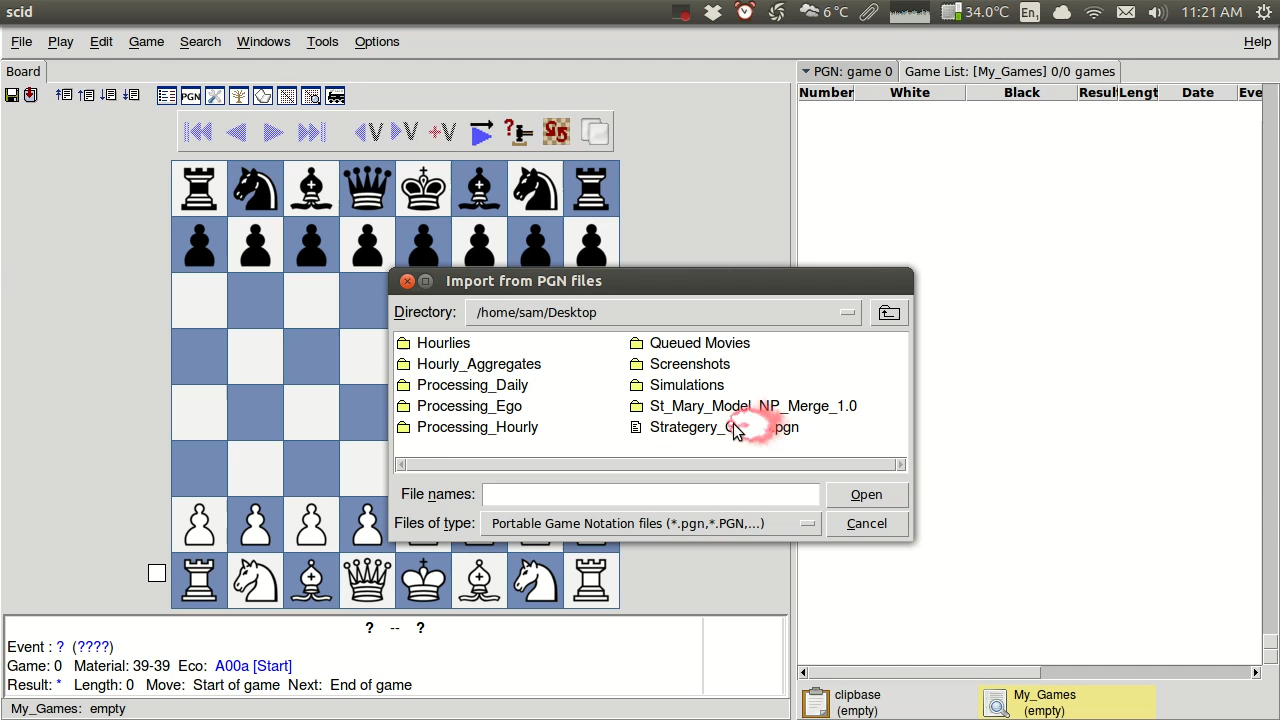 scid
6°C
34.0°C
En1
11:21 AM
File Play Edit Game Search Windows Tools Options Help
Board
PGN: game 0 Game List: [My_Games] 0/0 games
PGN
Number White Black Result Lengt Date Eve
V V +V
Import from PGN files
Directory: /home/sam/Desktop
Hourlies Queued Movies
Hourly_Aggregates Screenshots
Processing_Daily Simulations
Processing_Ego St_Mary_Model_NP_Merge_1.0
Processing_Hourly .pgn
File names: Open
Files of type: Portable Game Notation files (*.pgn,*.PGN,...) Cancel
? -- ?
Event : ? (????)
Game: 0 Material: 39-39 Eco: A00a [Start]
Result: * Length: 0 Move: Start of game Next: End of game
My_Games: empty
clipbase
(empty)
My_Games
(empty)